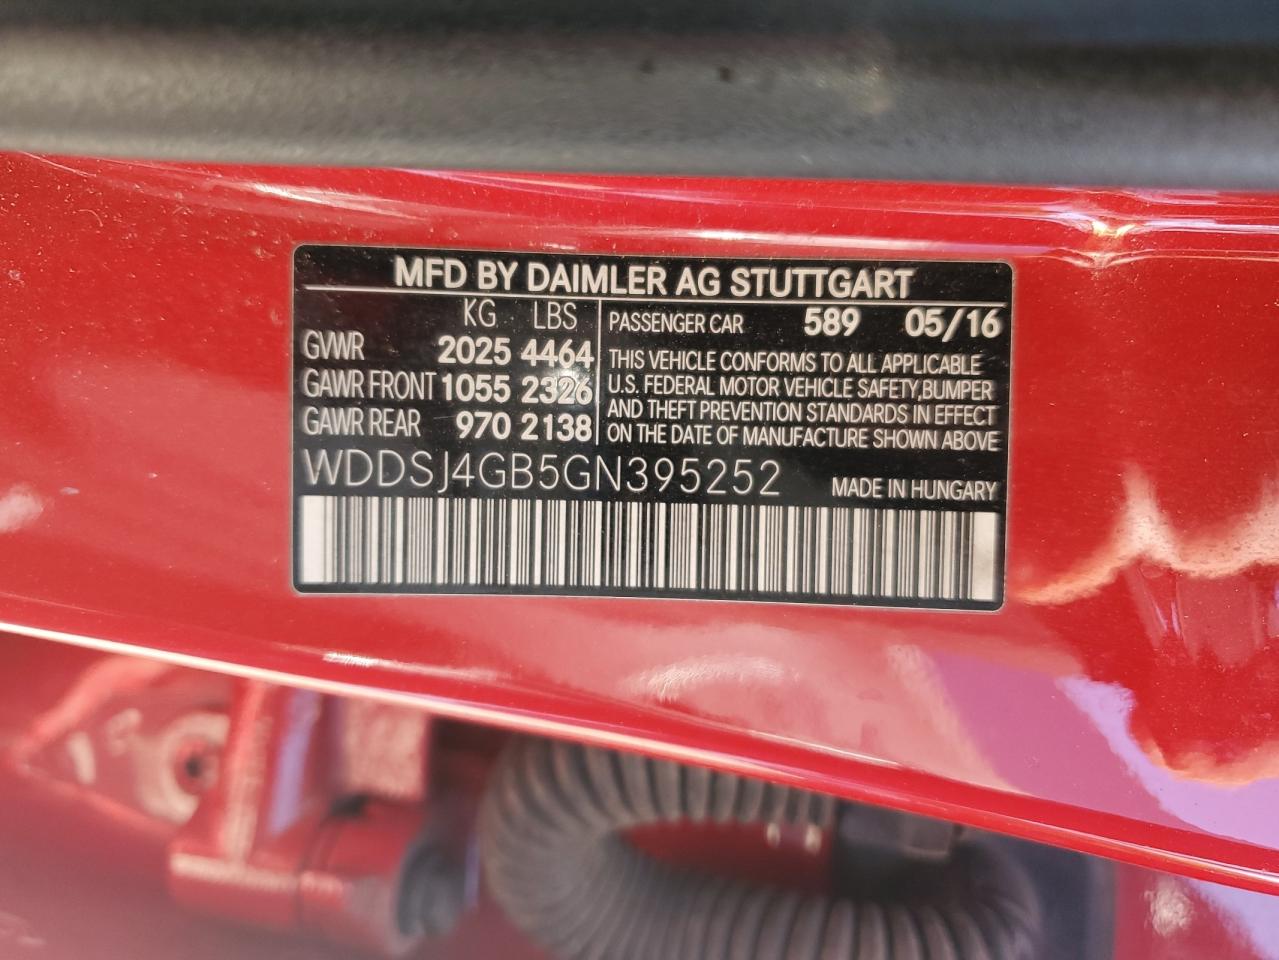 MFD BY DAIMLER AG STUTTGART
KG LBS
GVWR 2025 4464
GAWR FRONT 1055 2326
GAWR REAR 970 2138
PASSENGER CAR 589 05/16
THIS VEHICLE CONFORMS TO ALL APPLICABLE
U.S. FEDERAL MOTOR VEHICLE SAFETY,BUMPER
AND THEFT PREVENTION STANDARDS IN EFFECT
ON THE DATE OF MANUFACTURE SHOWN ABOVE
WDDSJ4GB5GN395252
MADE IN HUNGARY